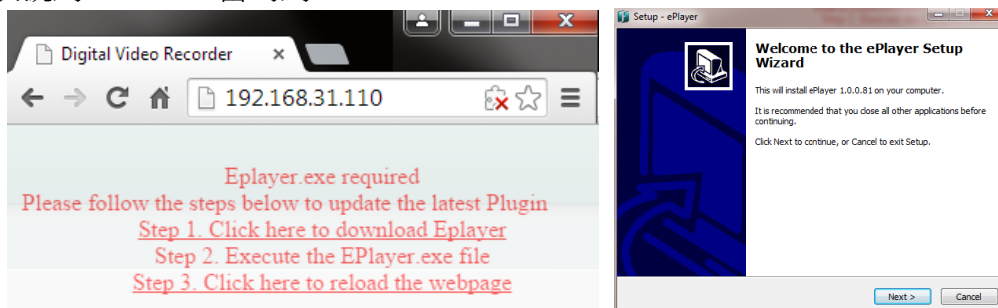 Digital Video Recorder
192.168.31.110
Eplayer.exe required
Please follow the steps below to update the latest Plugin
Step 1. Click here to download Eplayer
Step 2. Execute the EPlayer.exe file
Step 3. Click here to reload the webpage
Setup - ePlayer
Welcome to the ePlayer Setup
Wizard
This will install ePlayer 1.0.0.81 on your computer.
It is recommended that you close all other applications before
continuing.
Click Next to continue, or Cancel to exit Setup.
Next >
Cancel